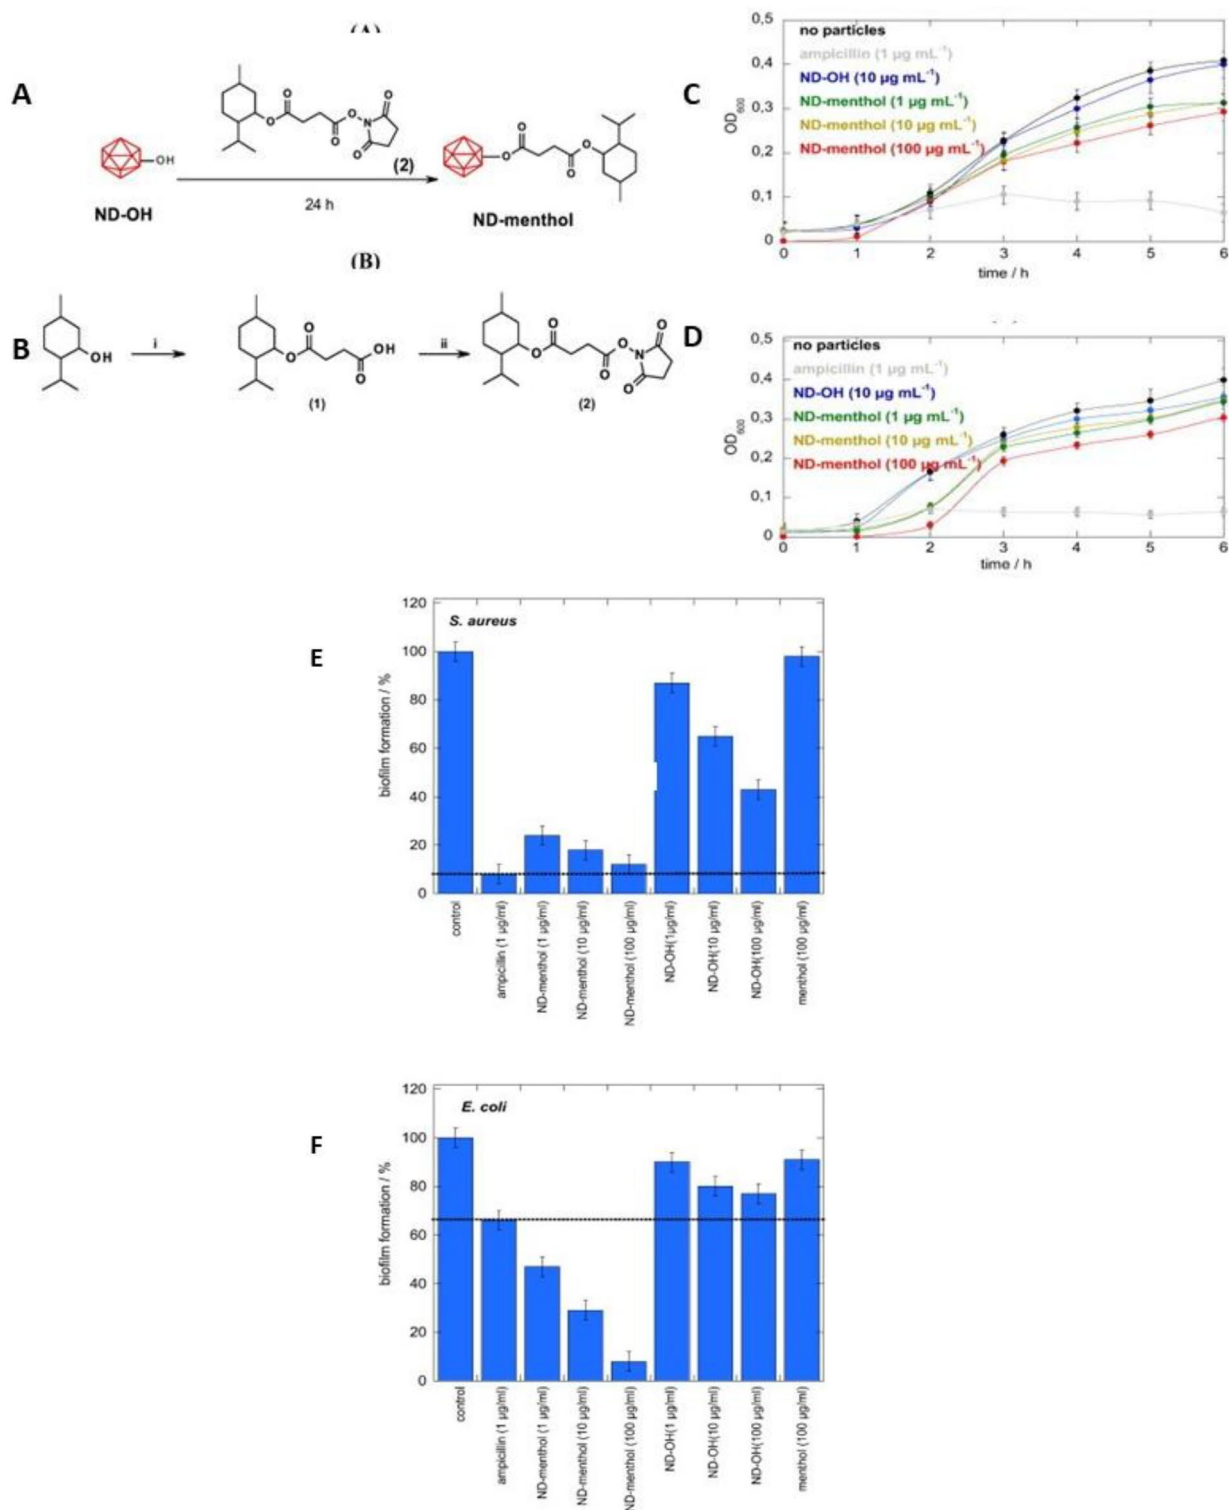 (A)
A
O
O
O
O
O
N
O
O
(2)
OH
ND-OH
24 h
O
O
O
O
ND-menthol
(B)
B
OH
i
O
O
OH
O
(1)
ii
O
O
O
O
O
N
O
O
(2)
C
0,5
0,4
0,3
0,2
0,1
0
OD600
no particles
ampicillin (1 µg mL-1)
ND-OH (10 µg mL-1)
ND-menthol (1 µg mL-1)
ND-menthol (10 µg mL-1)
ND-menthol (100 µg mL-1)
0 1 2 3 4 5 6
time / h
D
0,5
0,4
0,3
0,2
0,1
0
OD600
no particles
ampicillin (1 µg mL-1)
ND-OH (10 µg mL-1)
ND-menthol (1 µg mL-1)
ND-menthol (10 µg mL-1)
ND-menthol (100 µg mL-1)
0 1 2 3 4 5 6
time / h
E
S. aureus
120
100
80
60
40
20
0
biofilm formation / %
control
ampicillin (1 µg/ml)
ND-menthol (1 µg/ml)
ND-menthol (10 µg/ml)
ND-menthol (100 µg/ml)
ND-OH(1µg/ml)
ND-OH(10 µg/ml)
ND-OH(100 µg/ml)
menthol (100 µg/ml)
F
E. coli
120
100
80
60
40
20
0
biofilm formation / %
control
ampicillin (1 µg/ml)
ND-menthol (1 µg/ml)
ND-menthol (10 µg/ml)
ND-menthol (100 µg/ml)
ND-OH(1 µg/ml)
ND-OH(10 µg/ml)
ND-OH(100 µg/ml)
menthol (100 µg/ml)